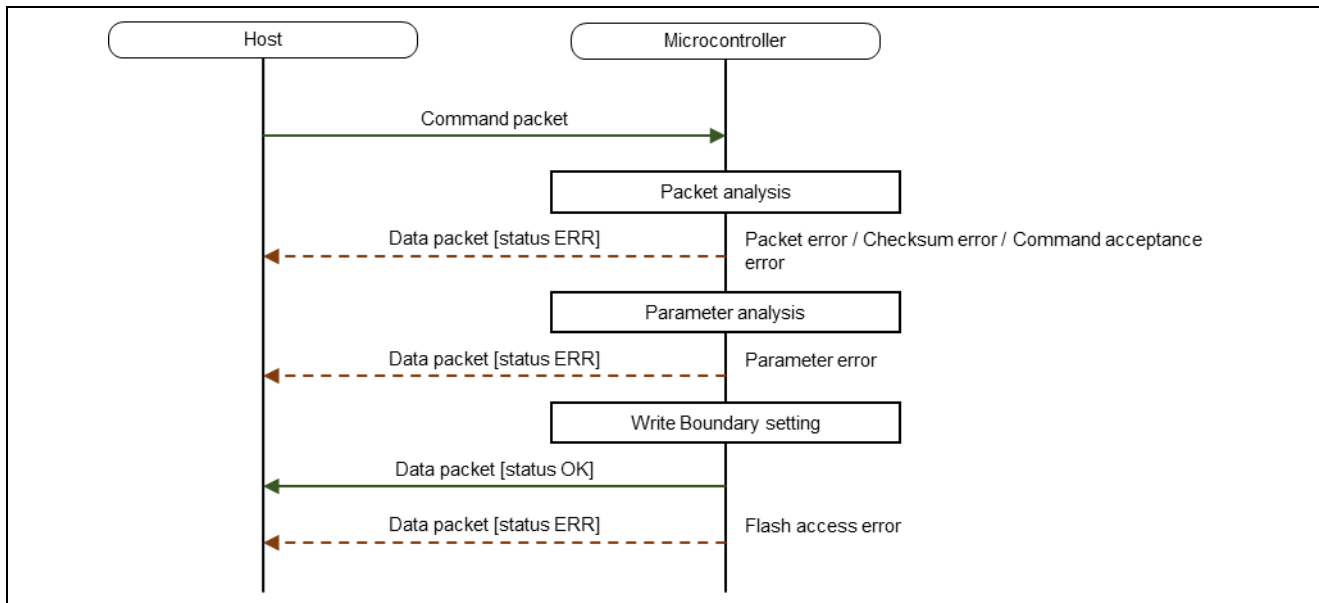 Host
Microcontroller
Command packet
Packet analysis
Data packet [status ERR]
Packet error / Checksum error / Command acceptance
error
Parameter analysis
Data packet [status ERR]
Parameter error
Write Boundary setting
Data packet [status OK]
Data packet [status ERR]
Flash access error